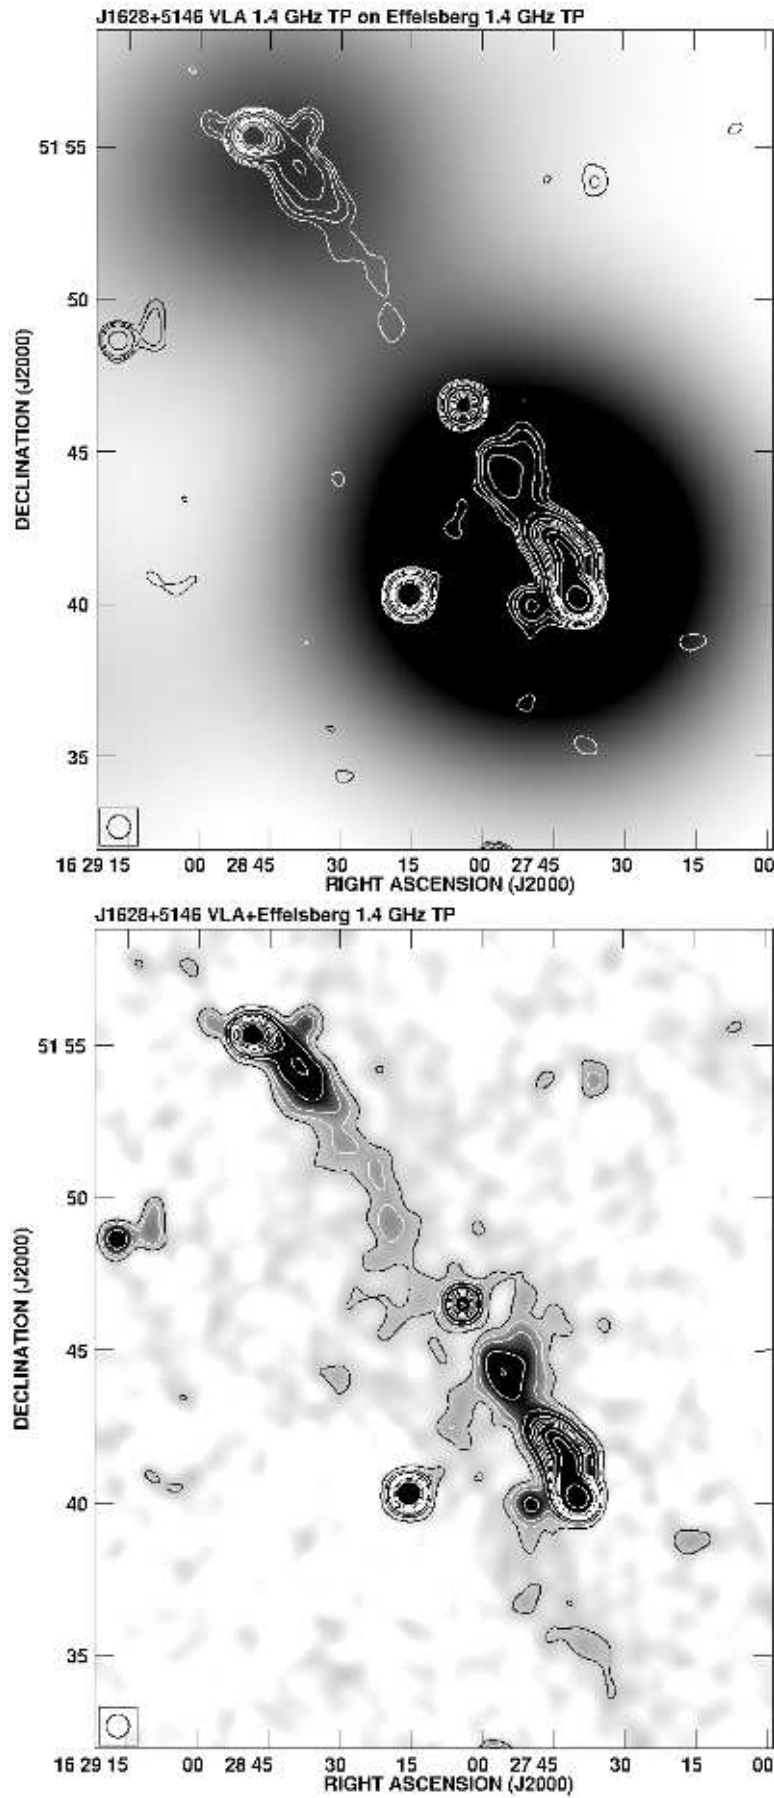 J1628+5146 VLA 1.4 GHz TP on Effelsberg 1.4 GHz TP
51 55
50
45
40
35
DECLINATION (J2000)
16 29 15 00 28 45 30 15 00 27 45 30 00
RIGHT ASCENSION (J2000)
J1628+5146 VLA+Effelsberg 1.4 GHz TP
51 55
50
45
40
35
DECLINATION (J2000)
16 29 15 00 28 45 30 15 00 27 45 30 00
RIGHT ASCENSION (J2000)